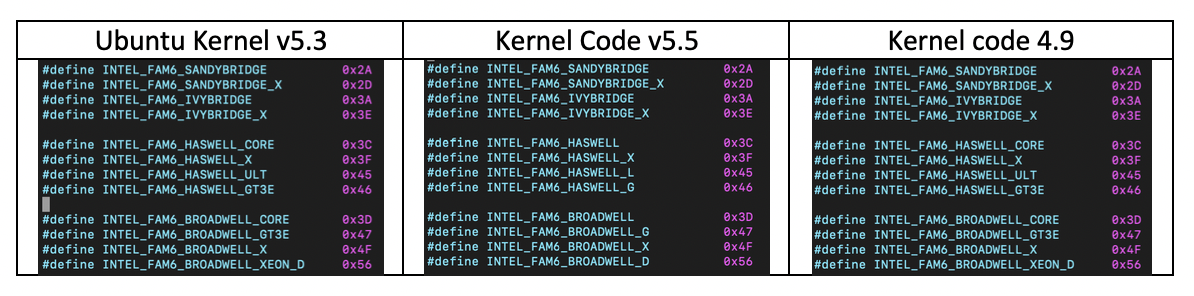 Ubuntu Kernel v5.3
#define INTEL_FAM6_SANDYBRIDGE 0x2A
#define INTEL_FAM6_SANDYBRIDGE_X 0x2D
#define INTEL_FAM6_IVYBRIDGE 0x3A
#define INTEL_FAM6_IVYBRIDGE_X 0x3E
#define INTEL_FAM6_HASWELL_CORE 0x3C
#define INTEL_FAM6_HASWELL_X 0x3F
#define INTEL_FAM6_HASWELL_ULT 0x45
#define INTEL_FAM6_HASWELL_GT3E 0x46
#define INTEL_FAM6_BROADWELL_CORE 0x3D
#define INTEL_FAM6_BROADWELL_GT3E 0x47
#define INTEL_FAM6_BROADWELL_X 0x4F
#define INTEL_FAM6_BROADWELL_XEON_D 0x56
Kernel Code v5.5
#define INTEL_FAM6_SANDYBRIDGE 0x2A
#define INTEL_FAM6_SANDYBRIDGE_X 0x2D
#define INTEL_FAM6_IVYBRIDGE 0x3A
#define INTEL_FAM6_IVYBRIDGE_X 0x3E
#define INTEL_FAM6_HASWELL 0x3C
#define INTEL_FAM6_HASWELL_X 0x3F
#define INTEL_FAM6_HASWELL_L 0x45
#define INTEL_FAM6_HASWELL_G 0x46
#define INTEL_FAM6_BROADWELL 0x3D
#define INTEL_FAM6_BROADWELL_G 0x47
#define INTEL_FAM6_BROADWELL_X 0x4F
#define INTEL_FAM6_BROADWELL_D 0x56
Kernel code 4.9
#define INTEL_FAM6_SANDYBRIDGE 0x2A
#define INTEL_FAM6_SANDYBRIDGE_X 0x2D
#define INTEL_FAM6_IVYBRIDGE 0x3A
#define INTEL_FAM6_IVYBRIDGE_X 0x3E
#define INTEL_FAM6_HASWELL_CORE 0x3C
#define INTEL_FAM6_HASWELL_X 0x3F
#define INTEL_FAM6_HASWELL_ULT 0x45
#define INTEL_FAM6_HASWELL_GT3E 0x46
#define INTEL_FAM6_BROADWELL_CORE 0x3D
#define INTEL_FAM6_BROADWELL_GT3E 0x47
#define INTEL_FAM6_BROADWELL_X 0x4F
#define INTEL_FAM6_BROADWELL_XEON_D 0x56